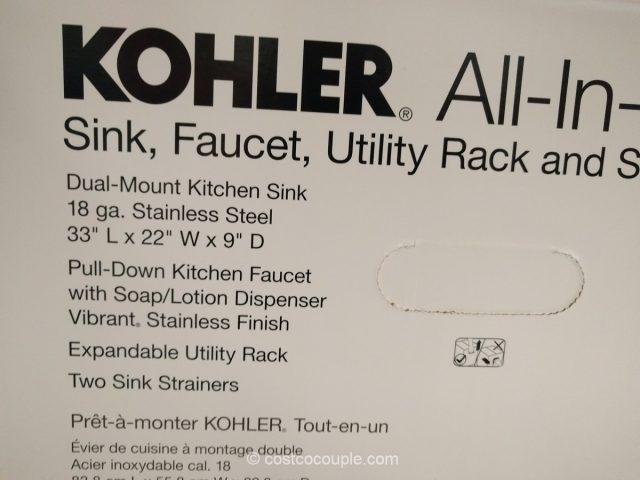 KOHLER® All-In-
Sink, Faucet, Utility Rack and S
Dual-Mount Kitchen Sink
18 ga. Stainless Steel
33" L x 22" W x 9" D
Pull-Down Kitchen Faucet
with Soap/Lotion Dispenser
Vibrant® Stainless Finish
Expandable Utility Rack
Two Sink Strainers
Prêt-à-monter KOHLER® Tout-en-un
Évier de cuisine à montage double
Acier inoxydable cal. 18
© costcocouple.com